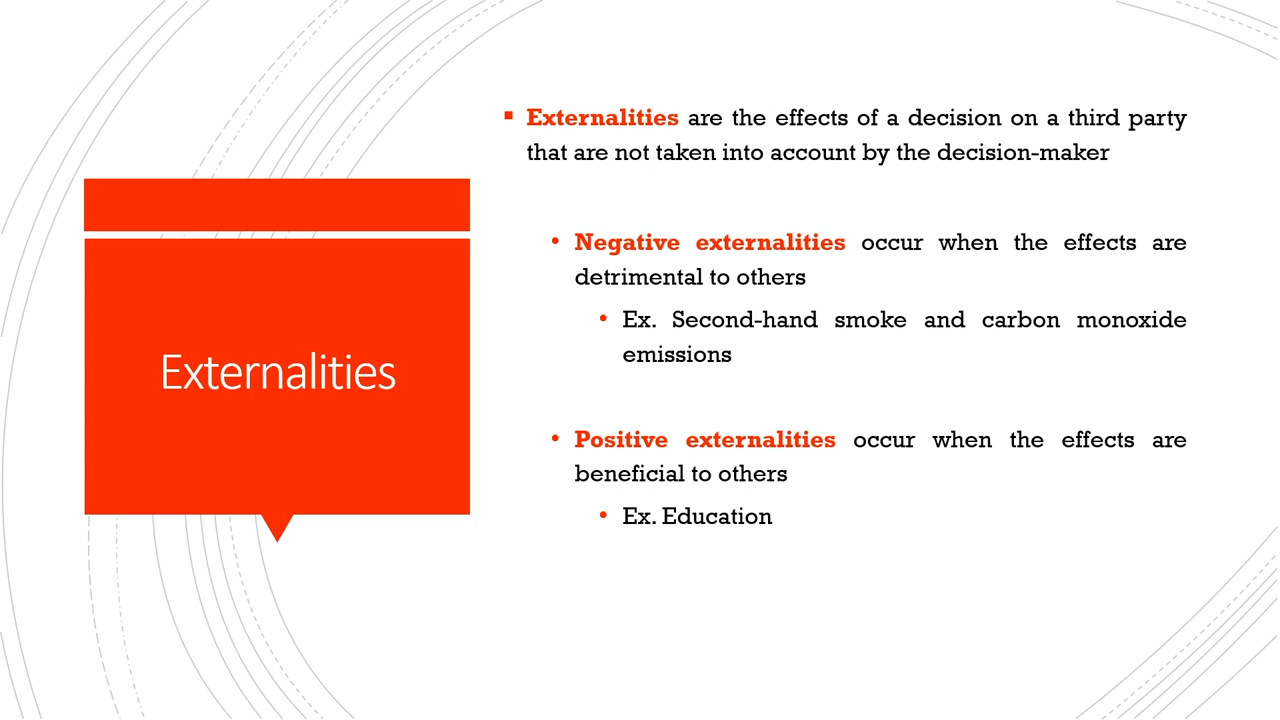 Externalities
Externalities are the effects of a decision on a third party
that are not taken into account by the decision-maker
Negative externalities occur when the effects are
detrimental to others
Ex. Second-hand smoke and carbon monoxide
emissions
Positive externalities occur when the effects are
beneficial to others
Ex. Education